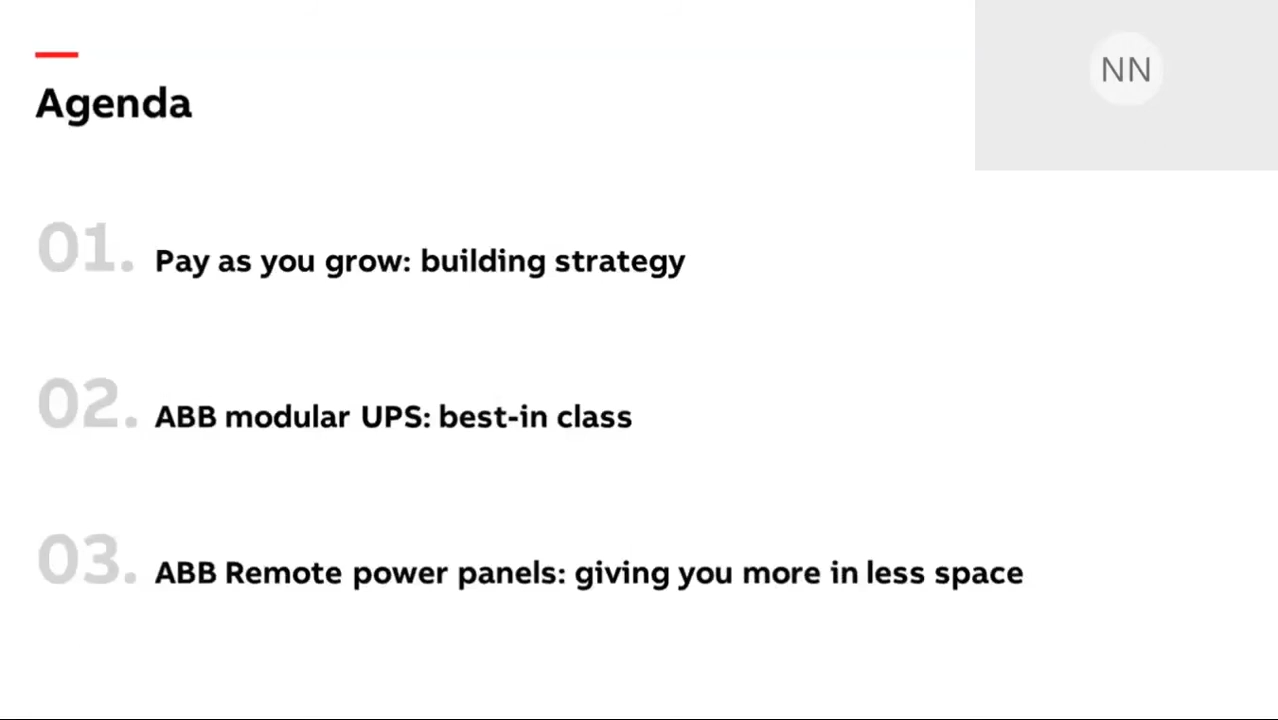 NN
Agenda
01. Pay as you grow: building strategy
02. ABB modular UPS: best-in class
03. ABB Remote power panels: giving you more in less space